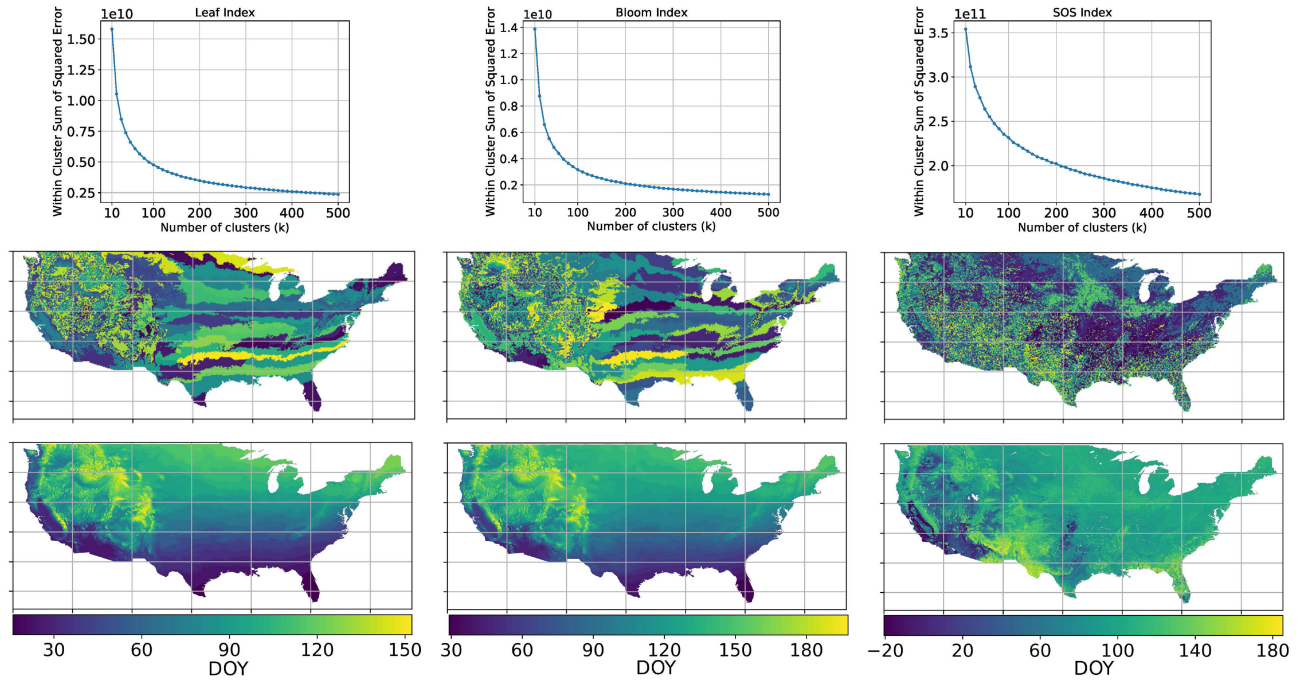 Leaf Index
1e10
Within Cluster Sum of Squared Error
1.50
1.25
1.00
0.75
0.50
0.25
10 100 200 300 400 500
Number of clusters (k)
Bloom Index
1e10
Within Cluster Sum of Squared Error
1.4
1.2
1.0
0.8
0.6
0.4
0.2
10 100 200 300 400 500
Number of clusters (k)
SOS Index
1e11
Within Cluster Sum of Squared Error
3.5
3.0
2.5
2.0
10 100 200 300 400 500
Number of clusters (k)
30 60 90 120 150
DOY
30 60 90 120 150 180
DOY
−20 20 60 100 140 180
DOY